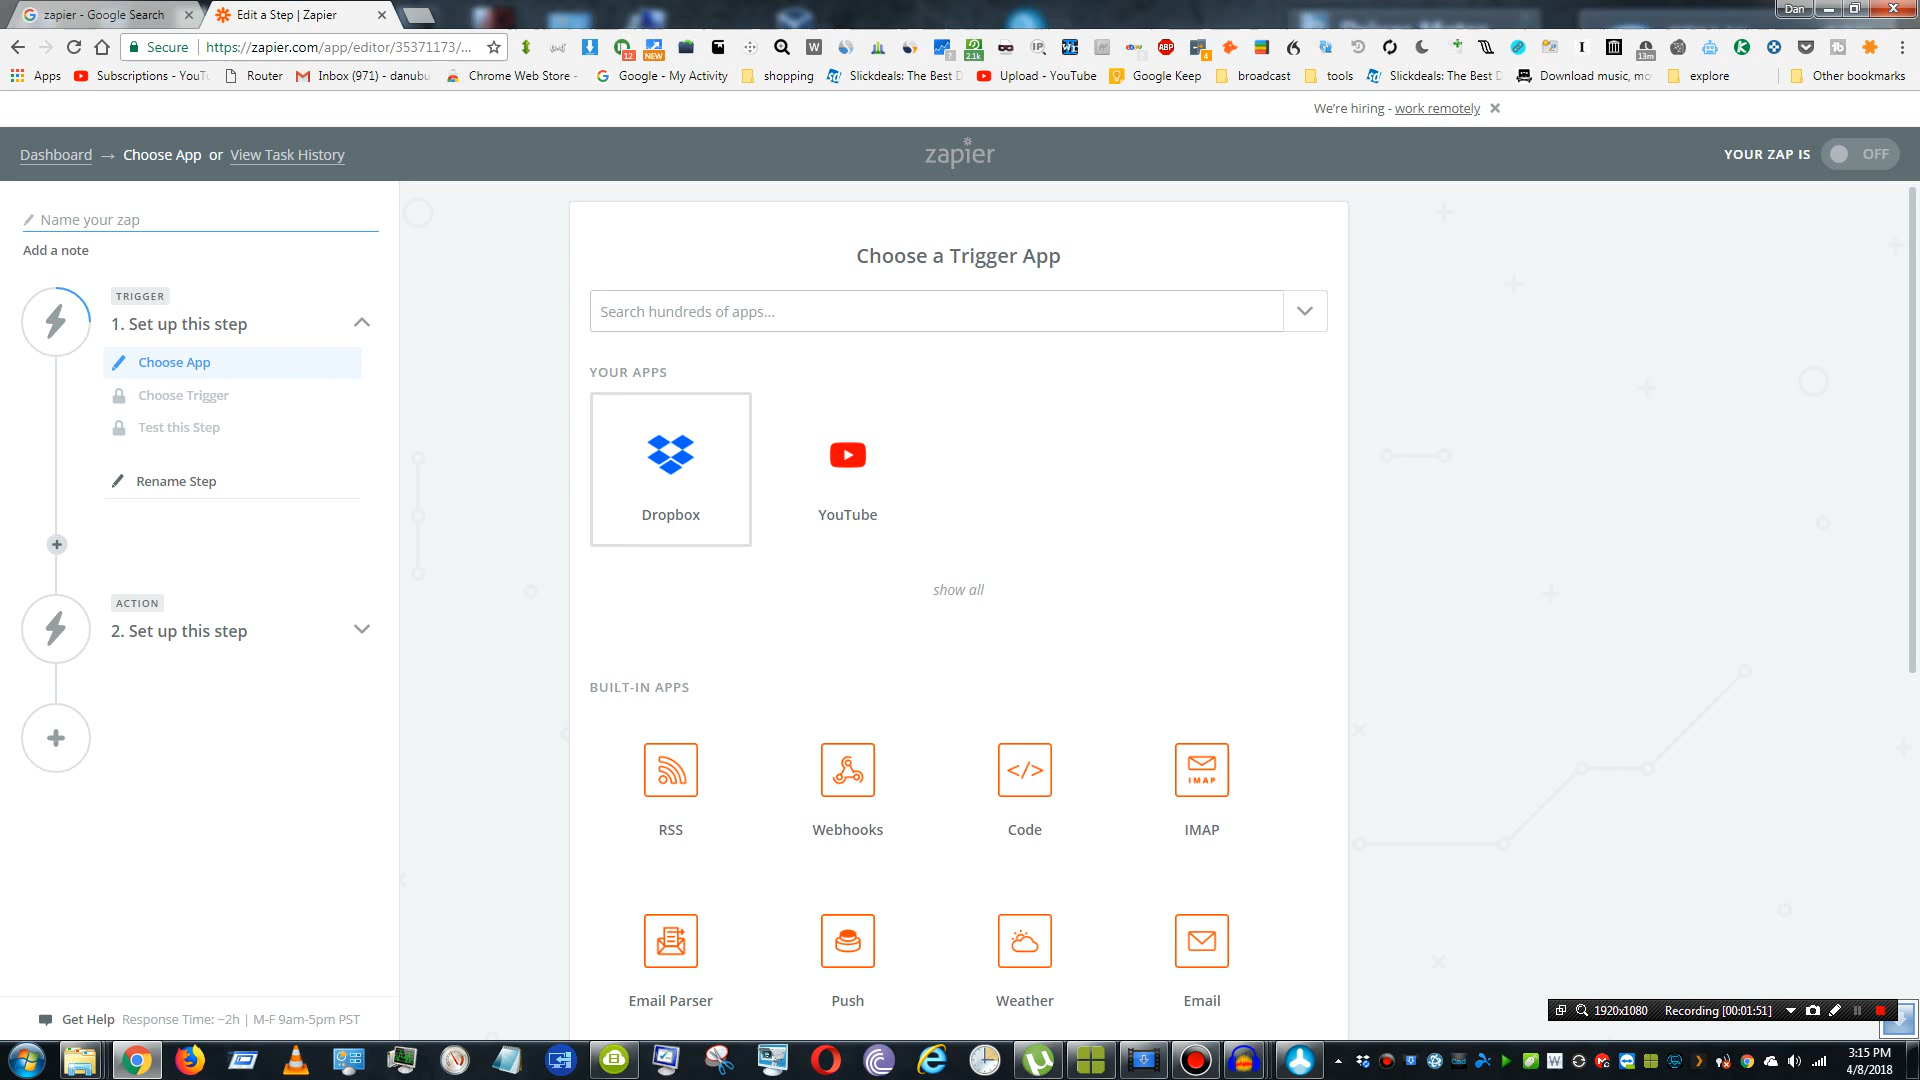 zapier - Google Search
Edit a Step | Zapier
Dan
Secure
https://zapier.com/app/editor/35371173/...
Apps
Subscriptions - YouTu
Router
Inbox (971) - danubu
Chrome Web Store -
Google - My Activity
shopping
Slickdeals: The Best D
Upload - YouTube
Google Keep
broadcast
tools
Slickdeals: The Best D
Download music, mo
explore
Other bookmarks
We're hiring - work remotely
Dashboard → Choose App or View Task History
zapier
YOUR ZAP IS
OFF
Name your zap
Add a note
TRIGGER
1. Set up this step
Choose App
Choose Trigger
Test this Step
Rename Step
ACTION
2. Set up this step
Choose a Trigger App
Search hundreds of apps...
YOUR APPS
Dropbox
YouTube
show all
BUILT-IN APPS
IMAP
RSS
Webhooks
Code
IMAP
Email Parser
Push
Weather
Email
Get Help
Response Time: ~2h | M-F 9am-5pm PST
1920x1080
Recording [00:01:51]
3:15 PM
4/8/2018